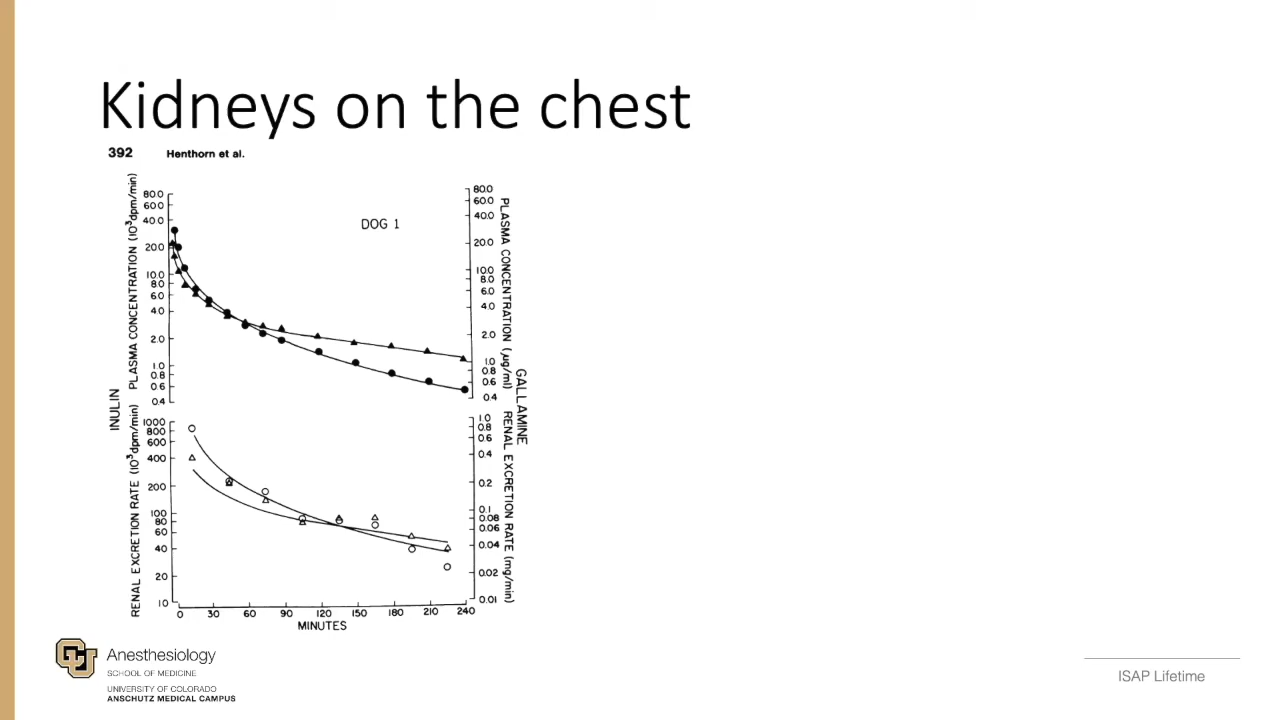 Kidneys on the chest
392 Henthorn et al.
DOG 1
INULIN
PLASMA CONCENTRATION (10³dpm/min)
80.0
60.0
40.0
20.0
10.0
8.0
6.0
4.0
2.0
1.0
0.8
0.6
0.4
PLASMA CONCENTRATION (µg/ml)
80.0
60.0
40.0
20.0
10.0
8.0
6.0
4.0
2.0
1.0
0.8
0.6
0.4
GALLAMINE
RENAL EXCRETION RATE (10³dpm/min)
1000
800
600
400
200
100
80
60
40
20
10
RENAL EXCRETION RATE (mg/min)
1.0
0.8
0.6
0.4
0.2
0.1
0.08
0.06
0.04
0.02
0.01
0 30 60 90 120 150 180 210 240
MINUTES
CU
Anesthesiology
SCHOOL OF MEDICINE
UNIVERSITY OF COLORADO
ANSCHUTZ MEDICAL CAMPUS
ISAP Lifetime